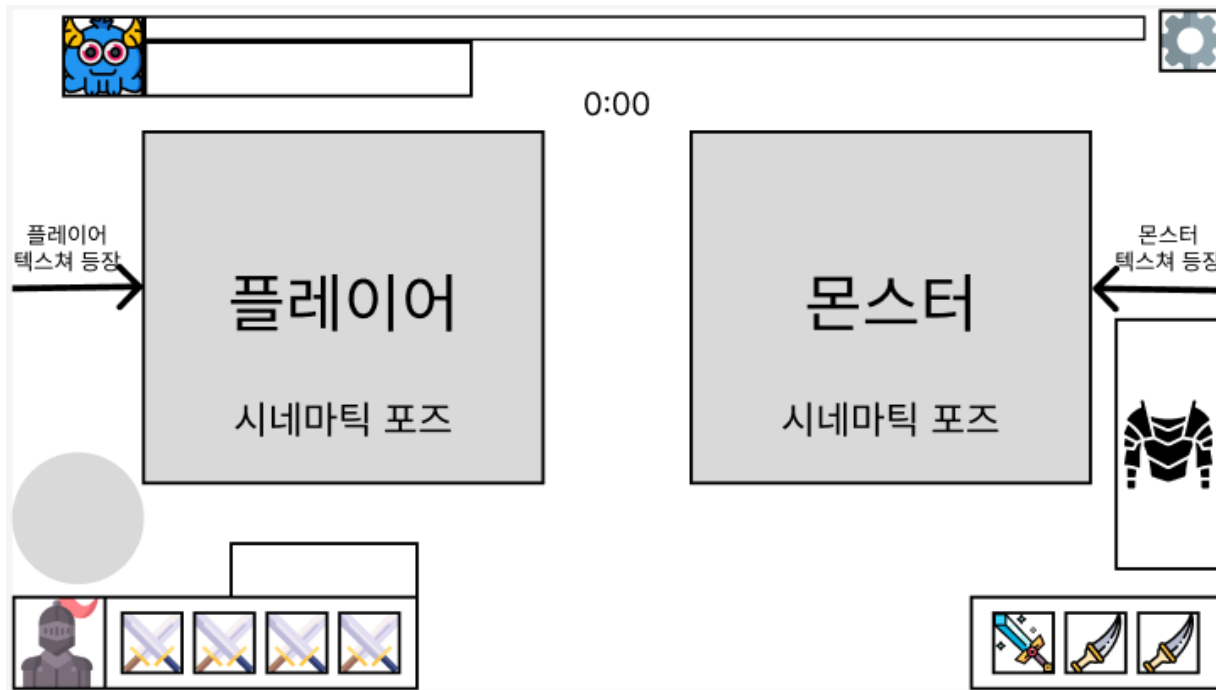 0:00
플레이어
텍스쳐 등장
플레이어
시네마틱 포즈
몬스터
시네마틱 포즈
몬스터
텍스쳐 등장